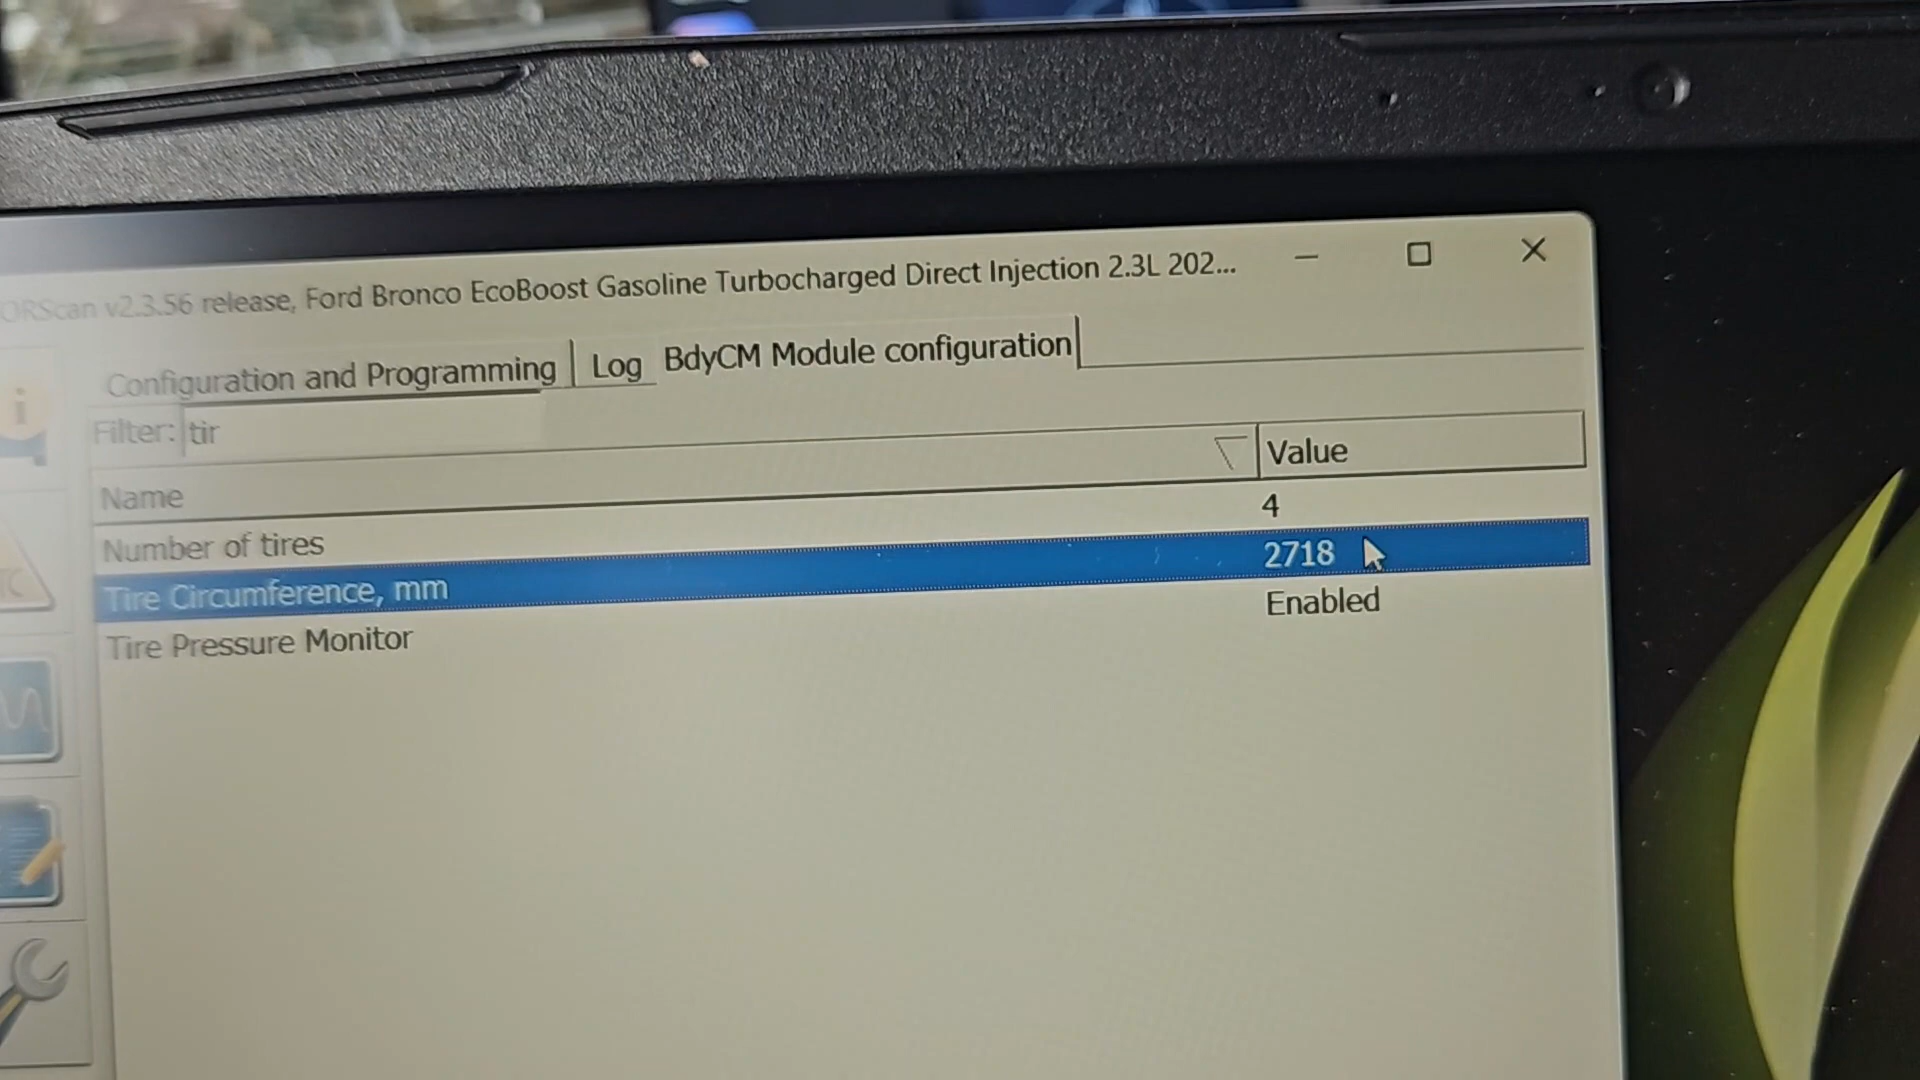 ORScan v2.3.56 release, Ford Bronco EcoBoost Gasoline Turbocharged Direct Injection 2.3L 202...
Configuration and Programming Log BdyCM Module configuration
Filter: tir
Name Value
Number of tires 4
Tire Circumference, mm 2718
Tire Pressure Monitor Enabled